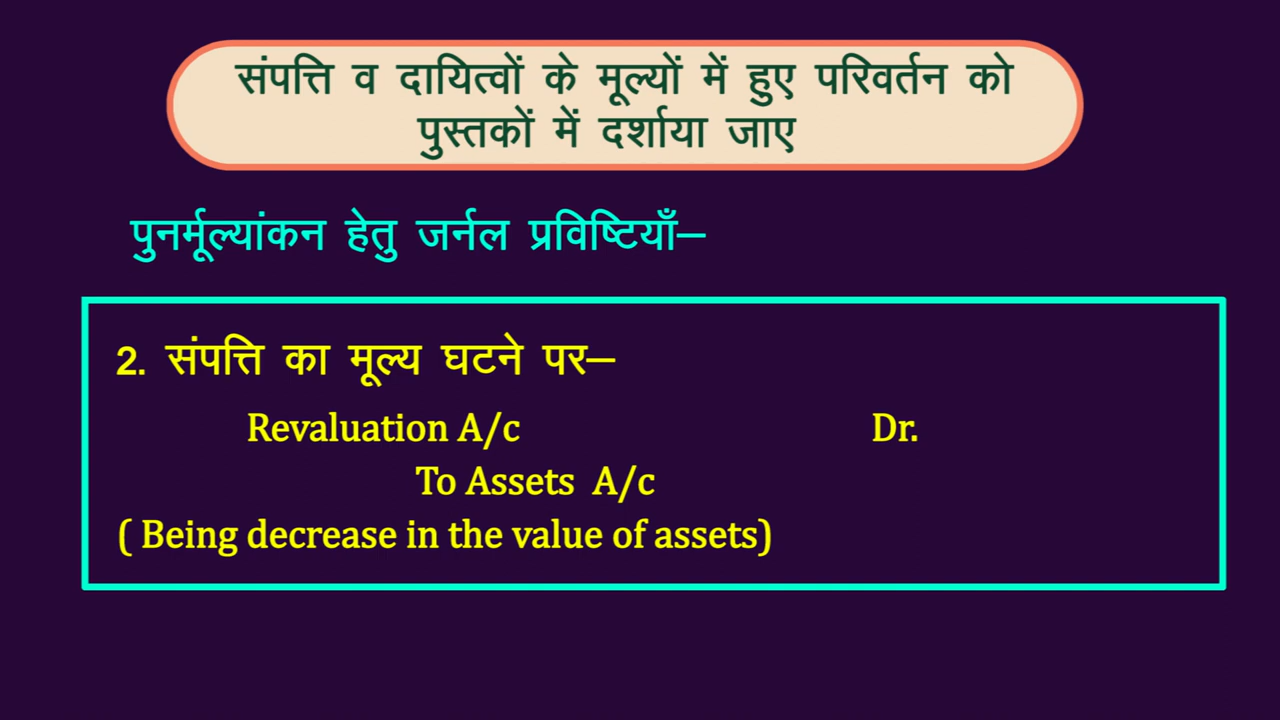 संपत्ति व दायित्वों के मूल्यों में हुए परिवर्तन को
पुस्तकों में दर्शाया जाए
पुनर्मूल्यांकन हेतु जर्नल प्रविष्टियाँ–
2. संपत्ति का मूल्य घटने पर–
Revaluation A/c Dr.
To Assets A/c
( Being decrease in the value of assets)